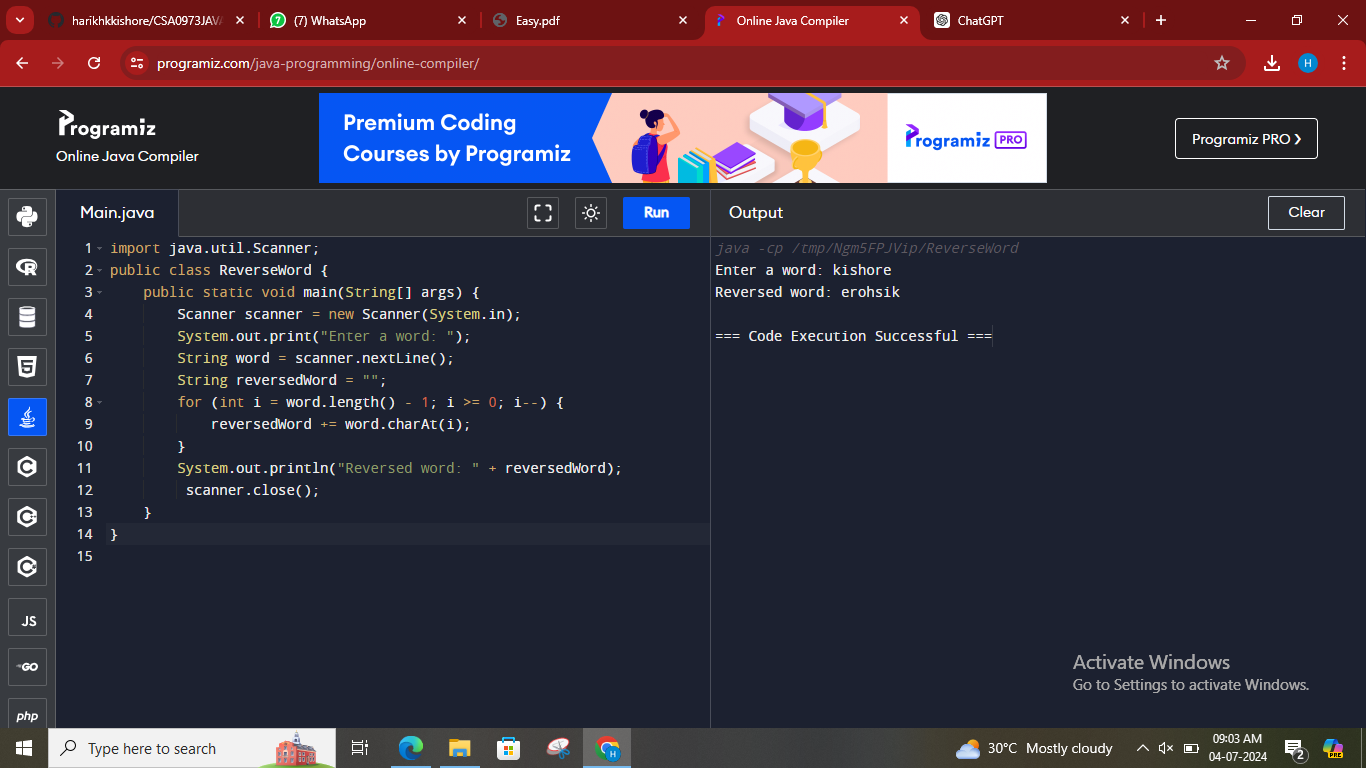 harikhkkishore/CSA0973JAVA
(7) WhatsApp
Easy.pdf
Online Java Compiler
ChatGPT
programiz.com/java-programming/online-compiler/
H
Programiz
Online Java Compiler
Premium Coding
Courses by Programiz
Programiz PRO
Programiz PRO ❯
Main.java
Run
Output
Clear
1 import java.util.Scanner;
2 public class ReverseWord {
3     public static void main(String[] args) {
4         Scanner scanner = new Scanner(System.in);
5         System.out.print("Enter a word: ");
6         String word = scanner.nextLine();
7         String reversedWord = "";
8         for (int i = word.length() - 1; i >= 0; i--) {
9             reversedWord += word.charAt(i);
10         }
11         System.out.println("Reversed word: " + reversedWord);
12          scanner.close();
13     }
14 }
15
java -cp /tmp/Ngm5FPJVip/ReverseWord
Enter a word: kishore
Reversed word: erohsik
=== Code Execution Successful ===
JS
GO
php
Activate Windows
Go to Settings to activate Windows.
Type here to search
H
30°C Mostly cloudy
09:03 AM
04-07-2024
2
PRE